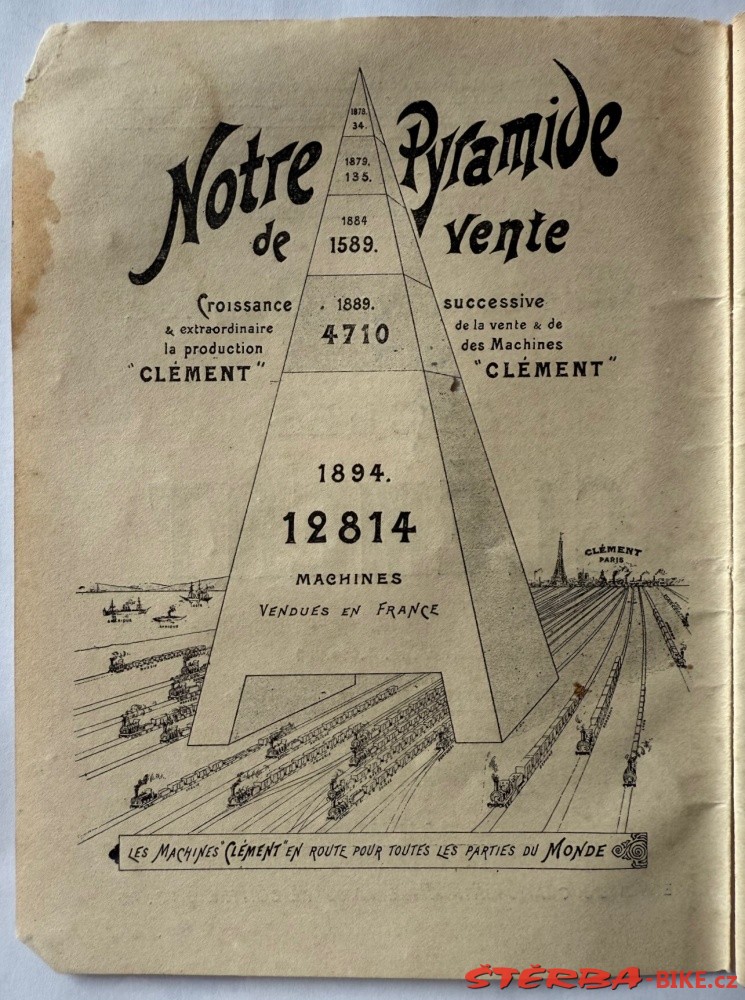 Notre Pyramide
de vente
Croissance successive
& extraordinaire de la vente & de
la production des Machines
"CLÉMENT" "CLÉMENT"
1878.
34.
1879.
135.
1884
1589.
1889.
4710
1894.
12814
MACHINES
VENDUES EN FRANCE
CLÉMENT
PARIS
LES MACHINES "CLÉMENT" EN ROUTE POUR TOUTES LES PARTIES DU MONDE
ŠTĚRBA-BIKE.cz